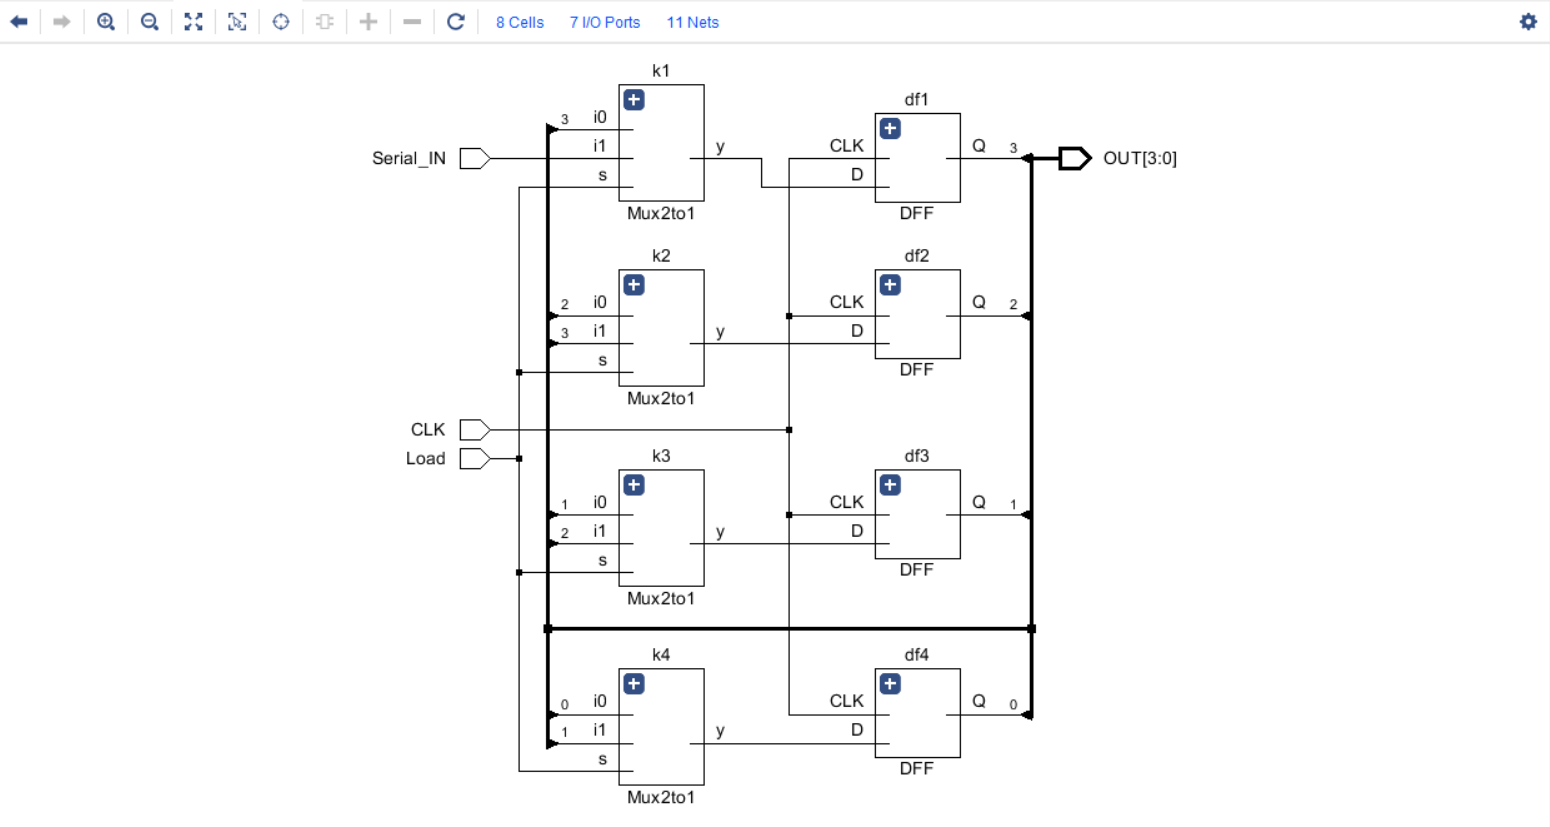 8 Cells 7 I/O Ports 11 Nets
k1
df1
3 i0
Serial_IN i1 y CLK Q 3 OUT[3:0]
s D
Mux2to1 DFF
k2 df2
2 i0 CLK Q 2
3 i1 y D
s
DFF
Mux2to1
CLK
Load k3 df3
1 i0 CLK Q 1
2 i1 y D
s
DFF
Mux2to1
k4 df4
0 i0 CLK Q 0
1 i1 y D
s
DFF
Mux2to1